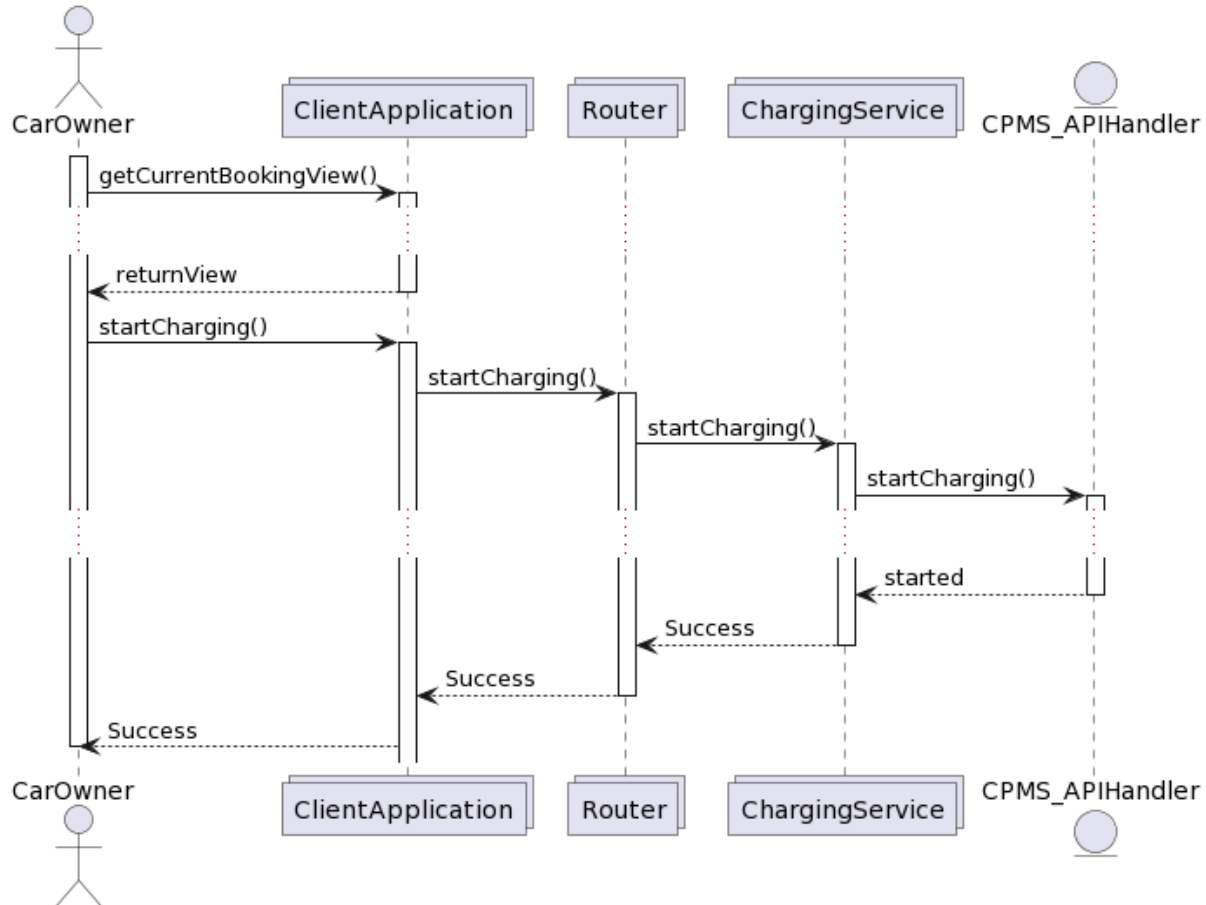 CarOwner
ClientApplication
Router
ChargingService
CPMS_APIHandler
getCurrentBookingView()
returnView
startCharging()
startCharging()
startCharging()
startCharging()
started
Success
Success
Success
CarOwner
ClientApplication
Router
ChargingService
CPMS_APIHandler